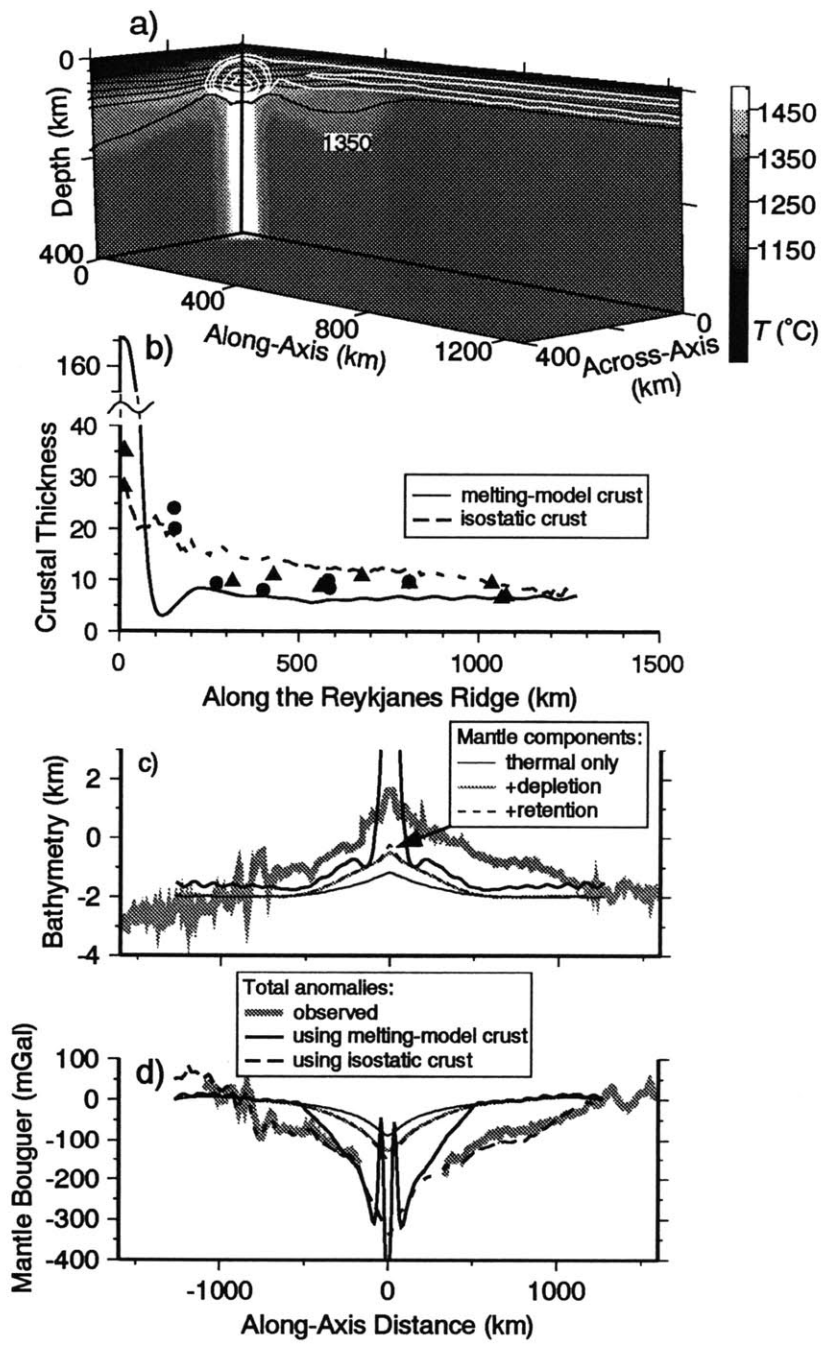 a)
0
Depth (km)
400
1350
1450
1350
1250
1150
T (°C)
0
400
800
1200
Along-Axis (km)
400
0
Across-Axis
(km)
b)
160
40
30
20
10
0
Crustal Thickness
melting-model crust
isostatic crust
0
500
1000
1500
Along the Reykjanes Ridge (km)
c)
Mantle components:
thermal only
+depletion
+retention
2
0
-2
-4
Bathymetry (km)
Total anomalies:
observed
using melting-model crust
using isostatic crust
d)
100
0
-100
-200
-300
-400
Mantle Bouguer (mGal)
-1000
0
1000
Along-Axis Distance (km)